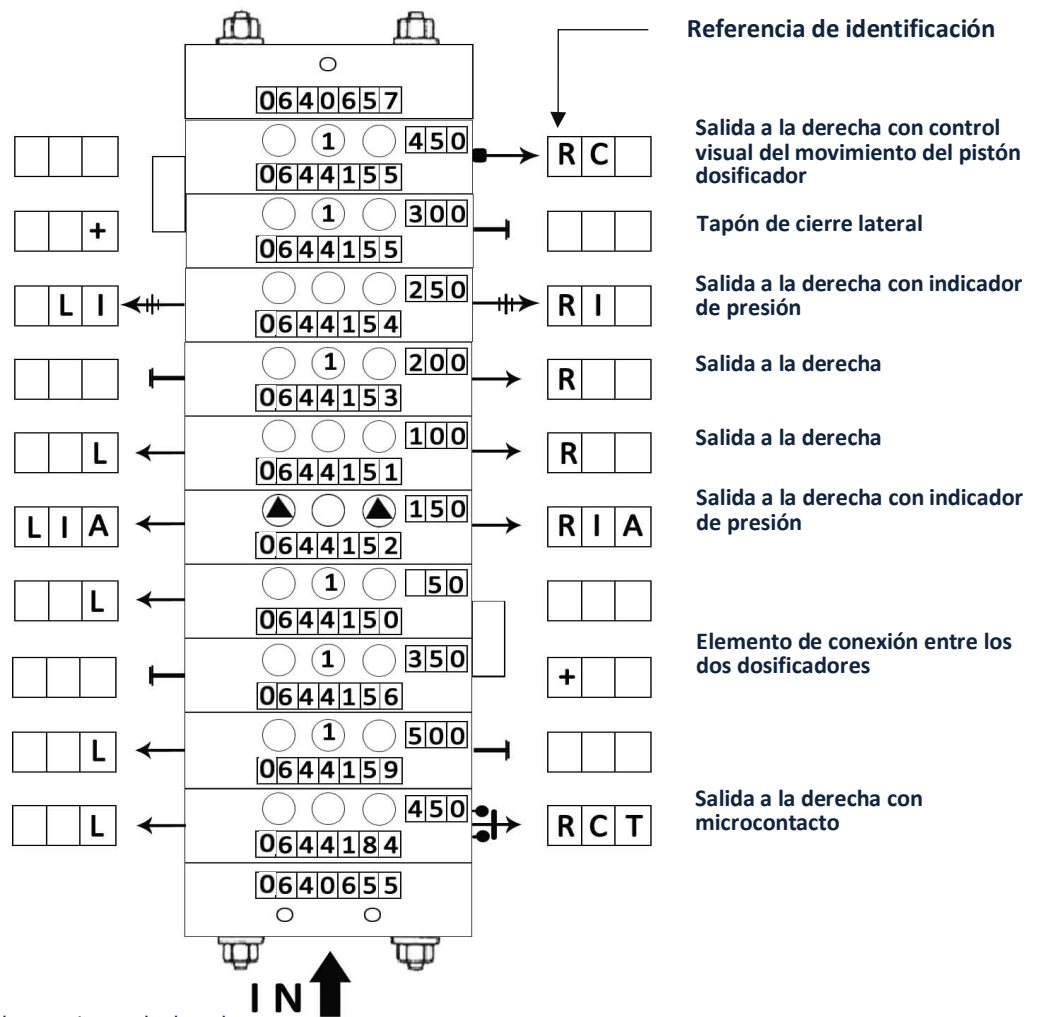 Referencia de identificación
0640657
1 450
0644155
R C
Salida a la derecha con control
visual del movimiento del pistón
dosificador
+
1 300
0644155
Tapón de cierre lateral
L I
250
0644154
R I
Salida a la derecha con indicador
de presión
1 200
0644153
R
Salida a la derecha
L
100
0644151
R
Salida a la derecha
L I A
150
0644152
R I A
Salida a la derecha con indicador
de presión
L
1 50
0644150
1 350
0644156
+
Elemento de conexión entre los
dos dosificadores
L
1 500
0644159
L
450
0644184
R C T
Salida a la derecha con
microcontacto
0640655
IN